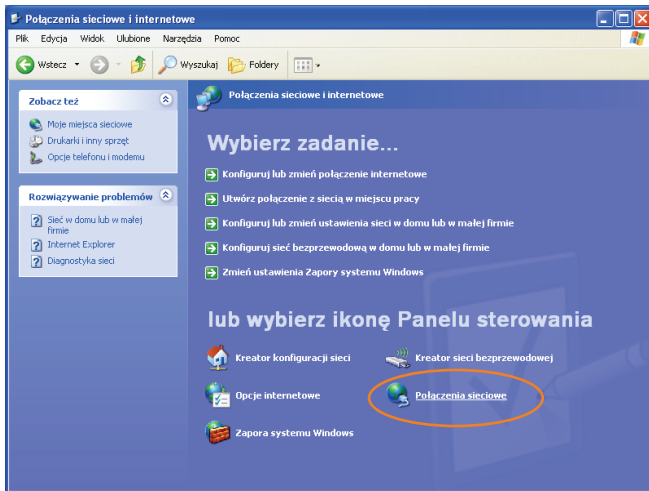 Połączenia sieciowe i internetowe
Plik Edycja Widok Ulubione Narzędzia Pomoc
Wstecz Wyszukaj Foldery
Zobacz też
Moje miejsca sieciowe
Drukarki i inny sprzęt
Opcje telefonu i modemu
Rozwiązywanie problemów
Sieć w domu lub w małej
firmie
Internet Explorer
Diagnostyka sieci
Połączenia sieciowe i internetowe
Wybierz zadanie...
Konfiguruj lub zmień połączenie internetowe
Utwórz połączenie z siecią w miejscu pracy
Konfiguruj lub zmień ustawienia sieci w domu lub w małej firmie
Konfiguruj sieć bezprzewodową w domu lub w małej firmie
Zmień ustawienia Zapory systemu Windows
lub wybierz ikonę Panelu sterowania
Kreator konfiguracji sieci
Kreator sieci bezprzewodowej
Opcje internetowe
Połączenia sieciowe
Zapora systemu Windows